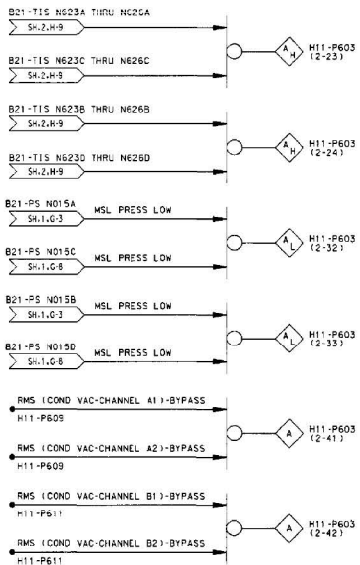 B21-TIS N623A THRU N626A
SH.2.H-9
A H H11-P603
(2-23)
B21-TIS N623C THRU N626C
SH.2.H-9
B21-TIS N623B THRU N626B
SH.2.H-9
A H H11-P603
(2-24)
B21-TIS N623D THRU N626D
SH.2.H-9
B21-PS N015A
SH.1.G-3 MSL PRESS LOW
A L H11-P603
(2-32)
B21-PS N015C
SH.1.G-8 MSL PRESS LOW
B21-PS N015B
SH.1.G-3 MSL PRESS LOW
A L H11-P603
(2-33)
B21-PS N015D
SH.1.G-8 MSL PRESS LOW
RMS (COND VAC-CHANNEL A1)-BYPASS
H11-P609
A H11-P603
(2-41)
RMS (COND VAC-CHANNEL A2)-BYPASS
H11-P609
RMS (COND VAC-CHANNEL B1)-BYPASS
H11-P611
A H11-P603
(2-42)
RMS (COND VAC-CHANNEL B2)-BYPASS
H11-P611